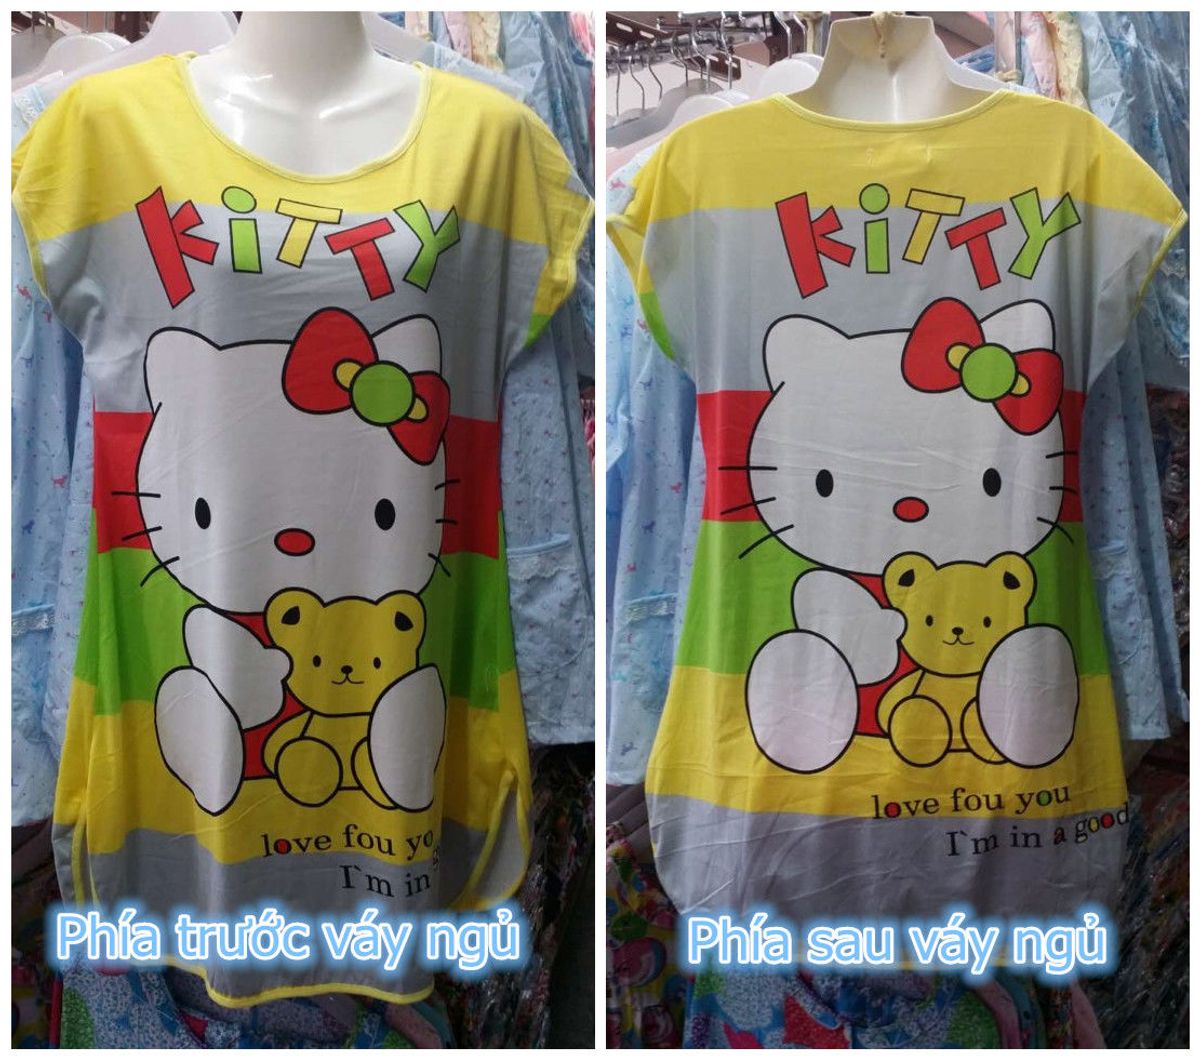 KiTTY
love fou yo
I`m in g
Phía trước váy ngủ
KiTTY
love fou you
I`m in a good
Phía sau váy ngủ